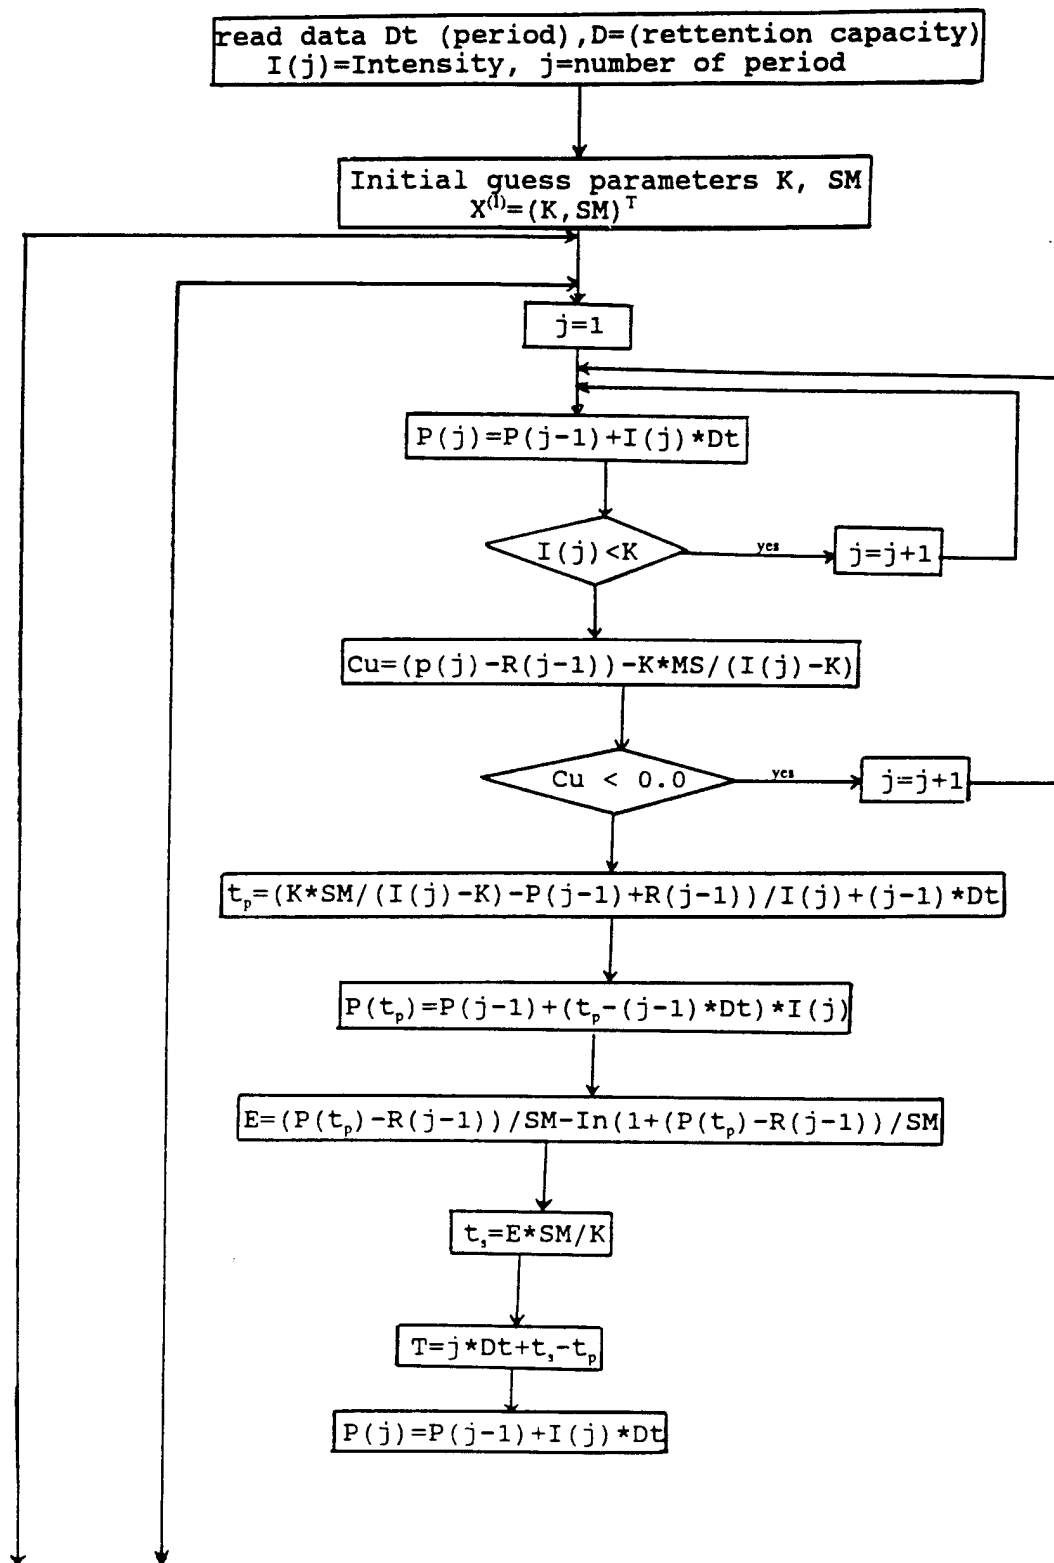 read data Dt (period),D=(rettention capacity)
I(j)=Intensity, j=number of period
Initial guess parameters K, SM
X⁽¹⁾=(K,SM)ᵀ
j=1
P(j)=P(j-1)+I(j)*Dt
I(j)<K
yes
j=j+1
Cu=(p(j)-R(j-1))-K*MS/(I(j)-K)
Cu < 0.0
yes
j=j+1
tₚ=(K*SM/(I(j)-K)-P(j-1)+R(j-1))/I(j)+(j-1)*Dt
P(tₚ)=P(j-1)+(tₚ-(j-1)*Dt)*I(j)
E=(P(tₚ)-R(j-1))/SM-In(1+(P(tₚ)-R(j-1))/SM
tₛ=E*SM/K
T=j*Dt+tₛ-tₚ
P(j)=P(j-1)+I(j)*Dt